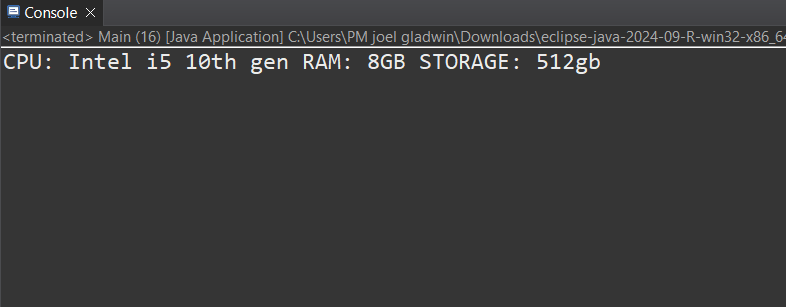 Console
<terminated> Main (16) [Java Application] C:\Users\PM joel gladwin\Downloads\eclipse-java-2024-09-R-win32-x86_64
CPU: Intel i5 10th gen RAM: 8GB STORAGE: 512gb